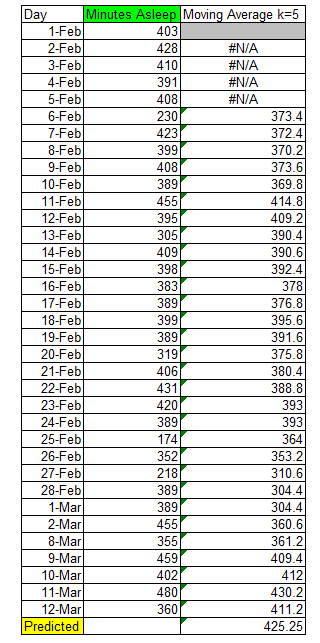 Day Minutes Asleep Moving Average k=5
1-Feb 403
2-Feb 428 #N/A
3-Feb 410 #N/A
4-Feb 391 #N/A
5-Feb 408 #N/A
6-Feb 230 373.4
7-Feb 423 372.4
8-Feb 399 370.2
9-Feb 408 373.6
10-Feb 389 369.8
11-Feb 455 414.8
12-Feb 395 409.2
13-Feb 305 390.4
14-Feb 409 390.6
15-Feb 398 392.4
16-Feb 383 378
17-Feb 389 376.8
18-Feb 399 395.6
19-Feb 389 391.6
20-Feb 319 375.8
21-Feb 406 380.4
22-Feb 431 388.8
23-Feb 420 393
24-Feb 389 393
25-Feb 174 364
26-Feb 352 353.2
27-Feb 218 310.6
28-Feb 389 304.4
1-Mar 389 304.4
2-Mar 455 360.6
8-Mar 355 361.2
9-Mar 459 409.4
10-Mar 402 412
11-Mar 480 430.2
12-Mar 360 411.2
Predicted 425.25